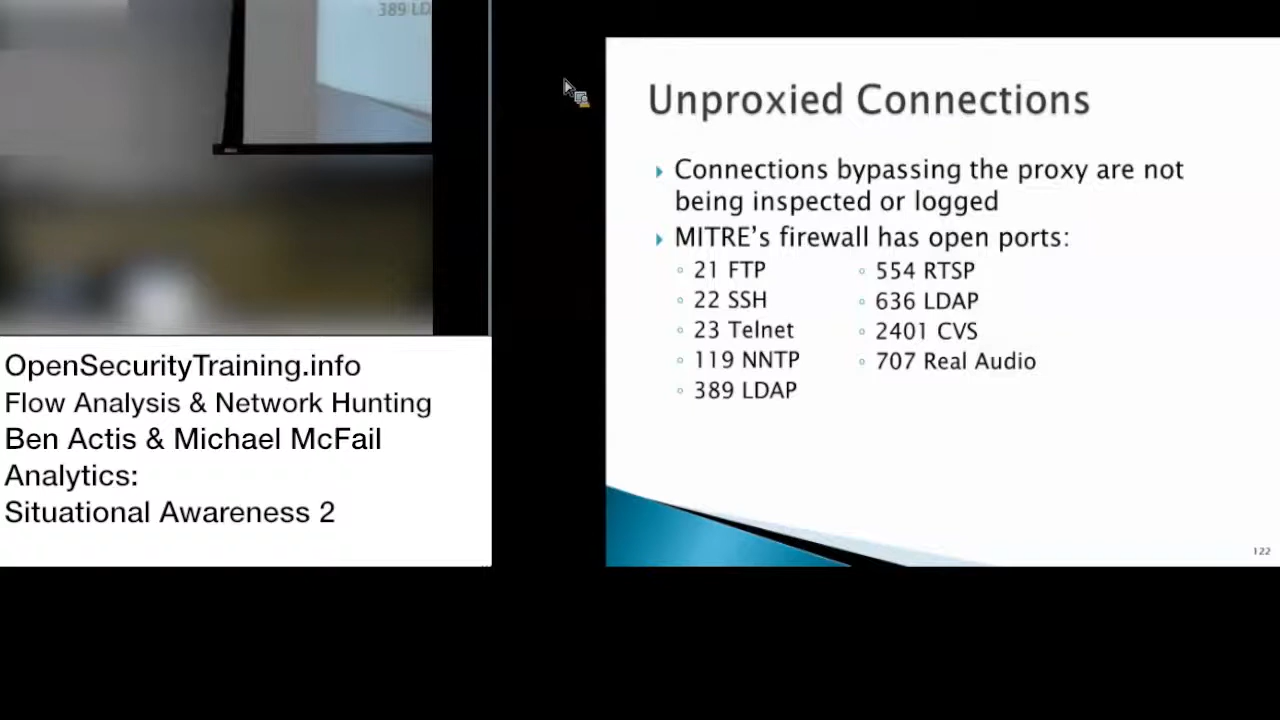 389 LD
OpenSecurityTraining.info
Flow Analysis & Network Hunting
Ben Actis & Michael McFail
Analytics:
Situational Awareness 2
Unproxied Connections
Connections bypassing the proxy are not
being inspected or logged
MITRE’s firewall has open ports:
21 FTP
22 SSH
23 Telnet
119 NNTP
389 LDAP
554 RTSP
636 LDAP
2401 CVS
707 Real Audio
122